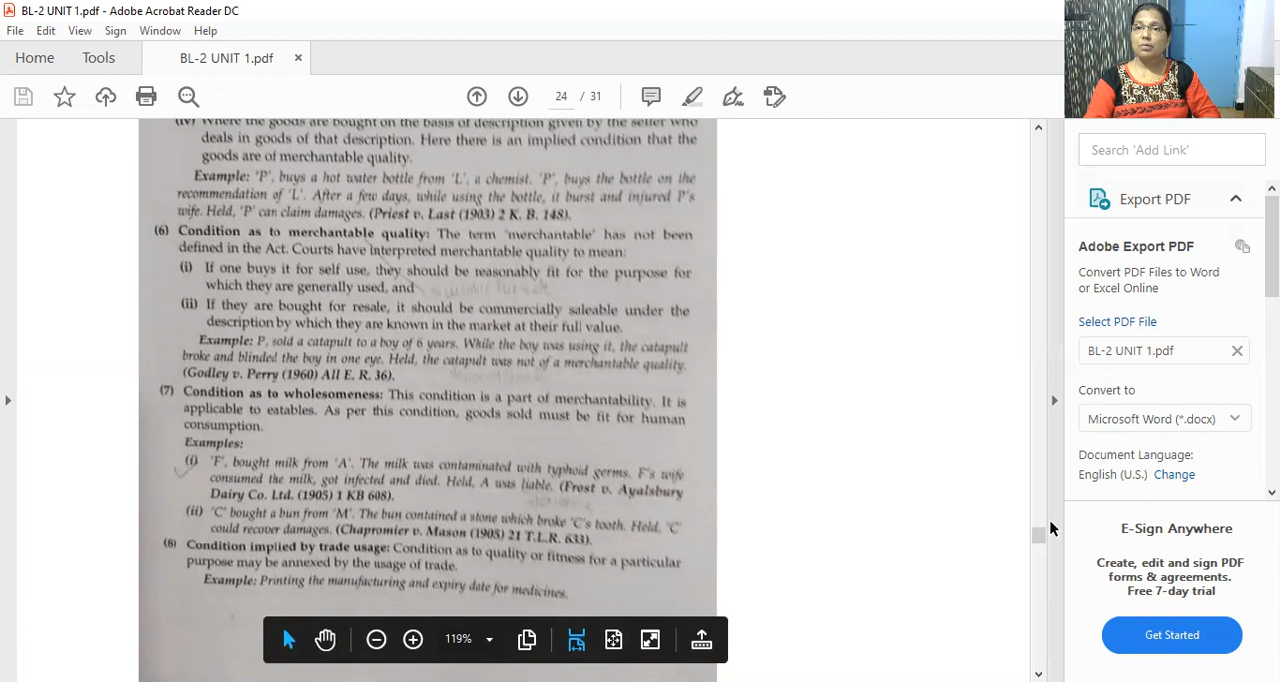 BL-2 UNIT 1.pdf - Adobe Acrobat Reader DC
File Edit View Sign Window Help
Home Tools BL-2 UNIT 1.pdf ×
24 / 31
(iv) Where the goods are bought on the basis of description given by the seller who
deals in goods of that description. Here there is an implied condition that the
goods are of merchantable quality.
Example: 'P', buys a hot water bottle from 'L', a chemist. 'P', buys the bottle on the
recommendation of 'L'. After a few days, while using the bottle, it burst and injured P's
wife. Held, 'P' can claim damages. (Priest v. Last (1903) 2 K. B. 148).
(6) Condition as to merchantable quality: The term 'merchantable' has not been
defined in the Act. Courts have interpreted merchantable quality to mean:
(i) If one buys it for self use, they should be reasonably fit for the purpose for
which they are generally used, and
(ii) If they are bought for resale, it should be commercially saleable under the
description by which they are known in the market at their full value.
Example: P, sold a catapult to a boy of 6 years. While the boy was using it, the catapult
broke and blinded the boy in one eye. Held, the catapult was not of a merchantable quality.
(Godley v. Perry (1960) All E. R. 36).
(7) Condition as to wholesomeness: This condition is a part of merchantability. It is
applicable to eatables. As per this condition, goods sold must be fit for human
consumption.
Examples:
(i) 'F', bought milk from 'A'. The milk was contaminated with typhoid germs. F's wife
consumed the milk, got infected and died. Held, A was liable. (Frost v. Ayalsbury
Dairy Co. Ltd. (1905) 1 KB 608).
(ii) 'C' bought a bun from 'M'. The bun contained a stone which broke 'C's tooth. Held, 'C'
could recover damages. (Chapromier v. Mason (1905) 21 T.L.R. 633).
(8) Condition implied by trade usage: Condition as to quality or fitness for a particular
purpose may be annexed by the usage of trade.
Example: Printing the manufacturing and expiry date for medicines.
119%
Search 'Add Link'
Export PDF
Adobe Export PDF
Convert PDF Files to Word
or Excel Online
Select PDF File
BL-2 UNIT 1.pdf
Convert to
Microsoft Word (*.docx)
Document Language:
English (U.S.) Change
E-Sign Anywhere
Create, edit and sign PDF
forms & agreements.
Free 7-day trial
Get Started